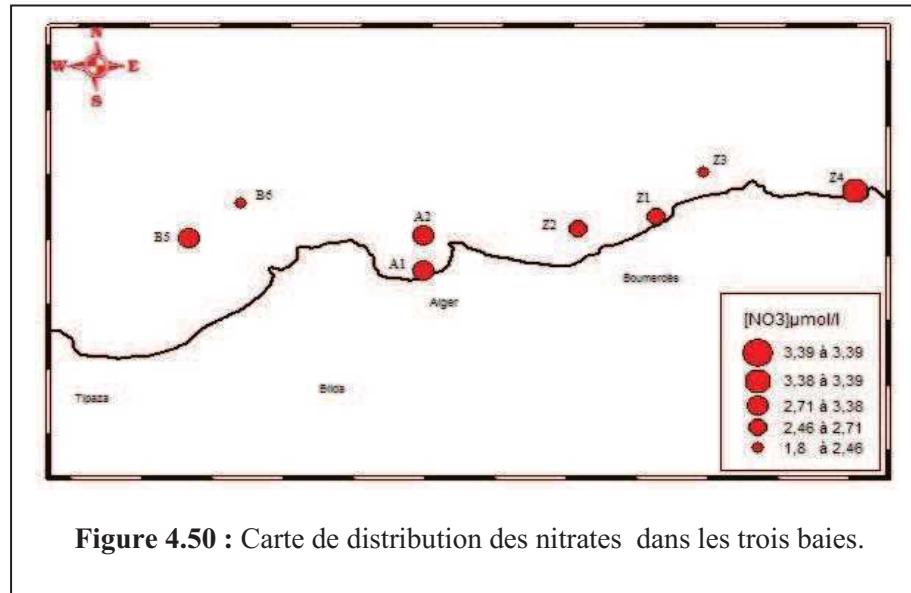 N
W E
S
Z3
Z4
B6
Z1
A2
Z2
B5
A1
Alger
Boumerdès
[NO3]µmol/l
3,39 à 3,39
3,38 à 3,39
2,71 à 3,38
2,46 à 2,71
1,8 à 2,46
Tipaza
Blida
Figure 4.50 : Carte de distribution des nitrates dans les trois baies.